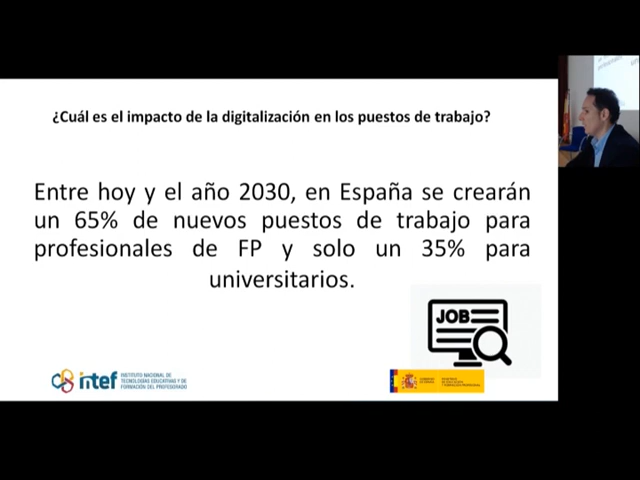 ¿Cuál es el impacto de la digitalización en los puestos de trabajo?
Entre hoy y el año 2030, en España se crearán
un 65% de nuevos puestos de trabajo para
profesionales de FP y solo un 35% para
universitarios.
JOB
intef
INSTITUTO NACIONAL DE
TECNOLOGÍAS EDUCATIVAS Y DE
FORMACIÓN DEL PROFESORADO